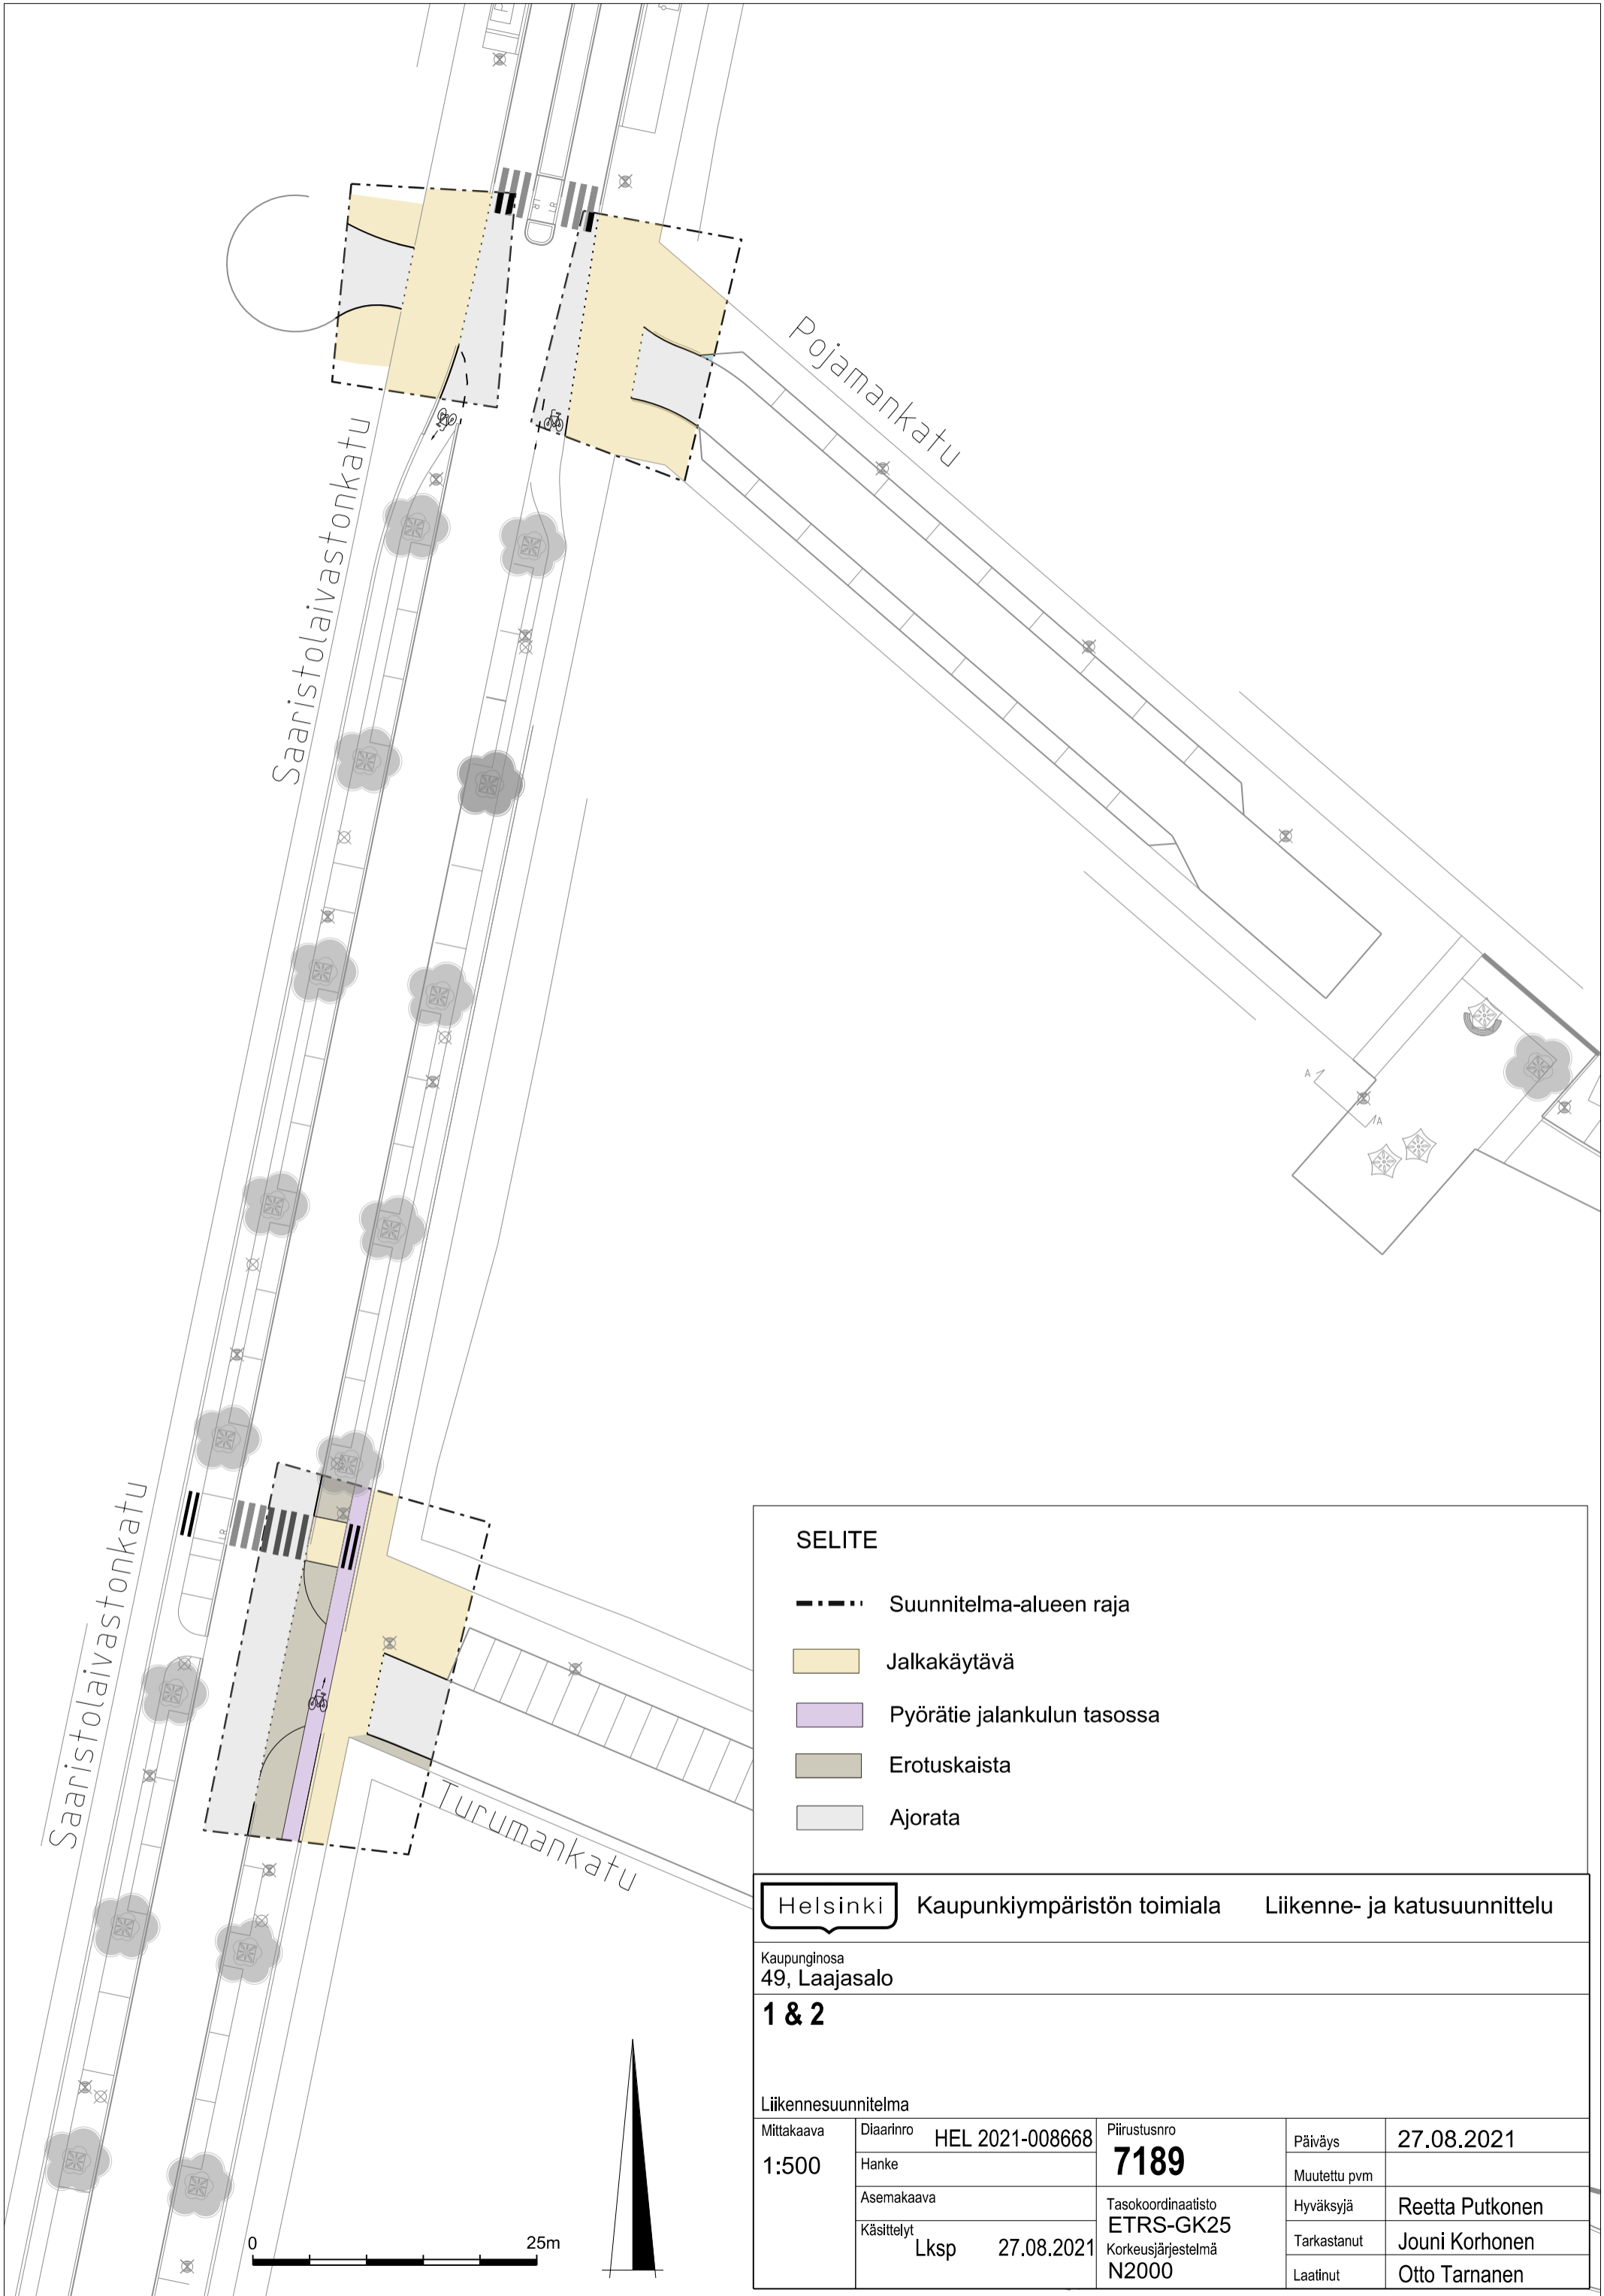 Pojamankatu
Saaristolaivastonkatu
Saaristolaivastonkatu
Turumankatu
A
A
SELITE
Suunnitelma-alueen raja
Jalkakäytävä
Pyörätie jalankulun tasossa
Erotuskaista
Ajorata
Helsinki Kaupunkiympäristön toimiala Liikenne- ja katusuunnittelu
Kaupunginosa
49, Laajasalo
1 & 2
Liikennesuunnitelma
Mittakaava
1:500
Diaarinro HEL 2021-008668
Hanke
Asemakaava
Käsittelyt
Lksp 27.08.2021
Piirustusnro
7189
Tasokoordinaatisto
ETRS-GK25
Korkeusjärjestelmä
N2000
Päiväys 27.08.2021
Muutettu pvm
Hyväksyjä Reetta Putkonen
Tarkastanut Jouni Korhonen
Laatinut Otto Tarnanen
0 25m